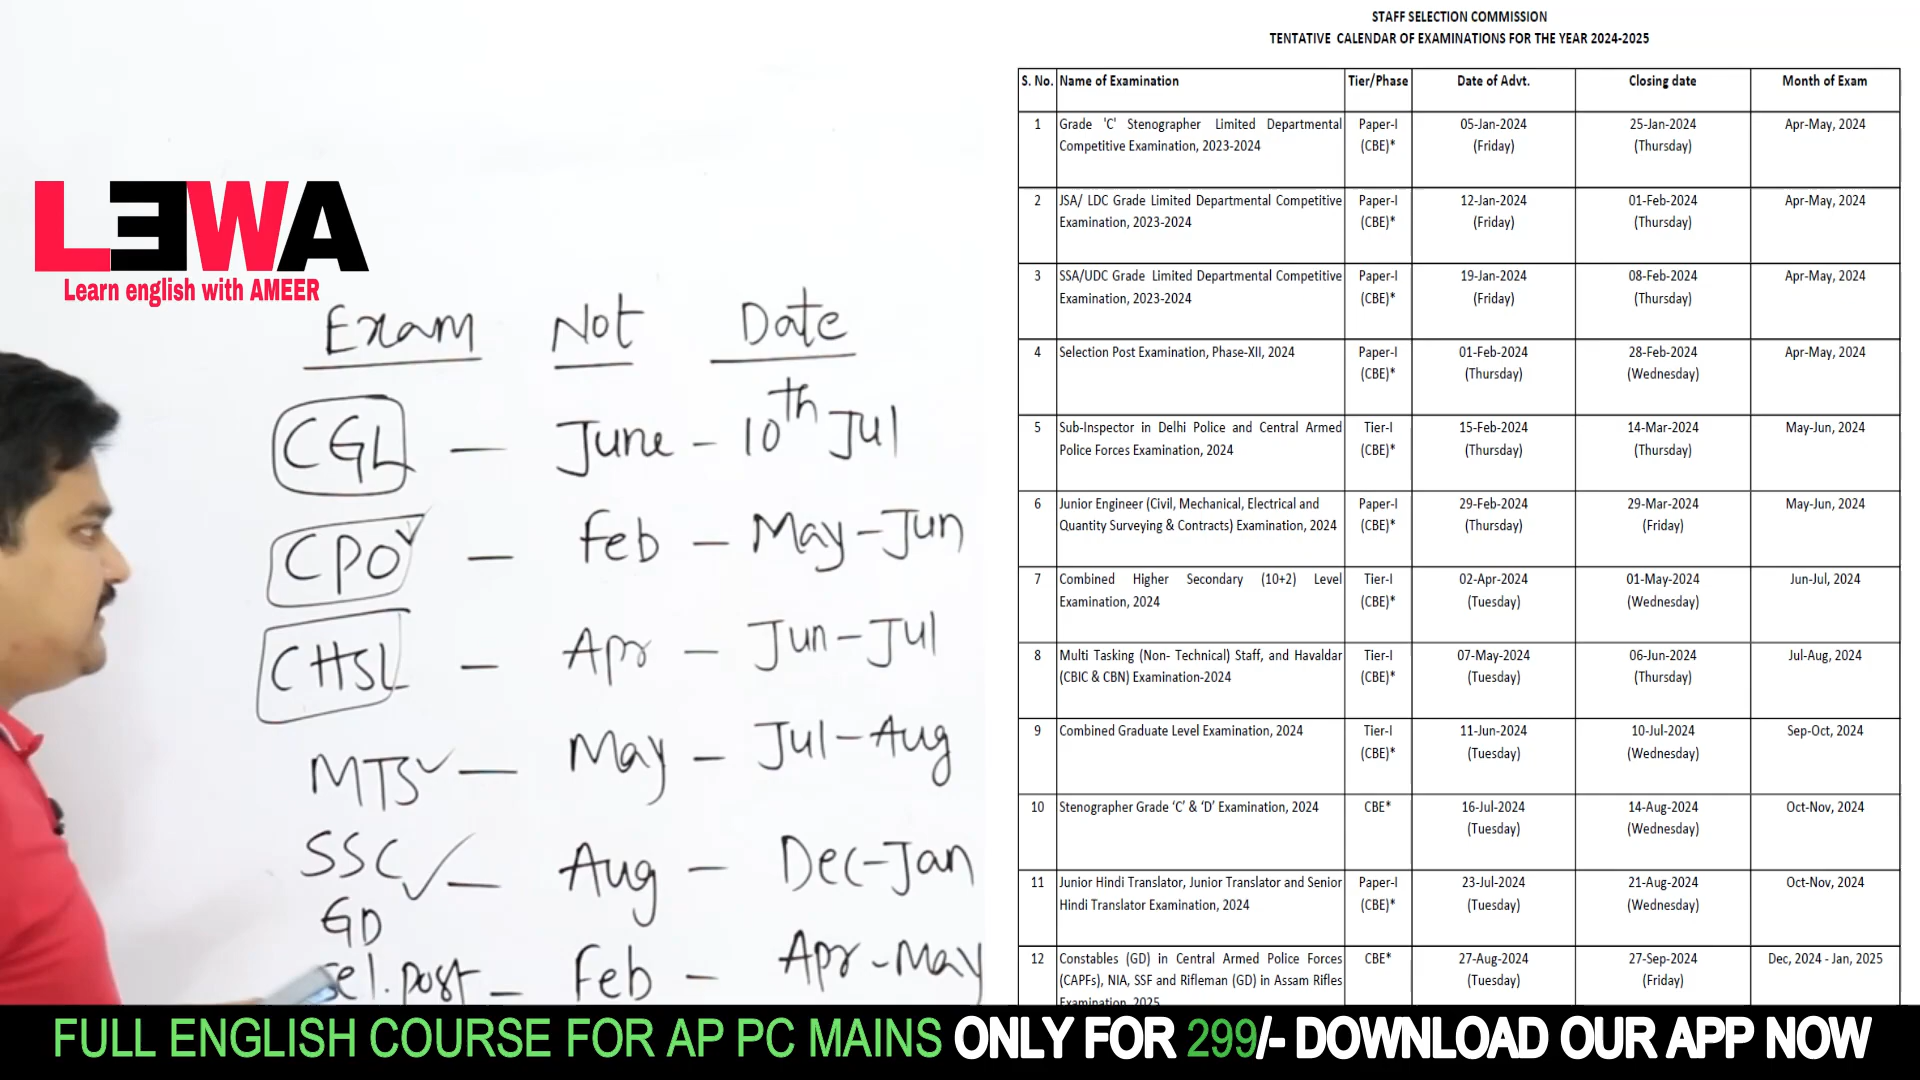 LEWA
Learn english with AMEER
Exam Not Date
CGL — June — 10th Jul
CPO — Feb — May-Jun
CHSL — Apr — Jun-Jul
MTS — May — Jul-Aug
SSC — Aug — Dec-Jan
GD
Sel.post — Feb — Apr-May
STAFF SELECTION COMMISSION
TENTATIVE CALENDAR OF EXAMINATIONS FOR THE YEAR 2024-2025
S. No. Name of Examination Tier/Phase Date of Advt. Closing date Month of Exam
1 Grade 'C' Stenographer Limited Departmental Paper-I 05-Jan-2024 25-Jan-2024 Apr-May, 2024
Competitive Examination, 2023-2024 (CBE)* (Friday) (Thursday)
2 JSA/ LDC Grade Limited Departmental Competitive Paper-I 12-Jan-2024 01-Feb-2024 Apr-May, 2024
Examination, 2023-2024 (CBE)* (Friday) (Thursday)
3 SSA/UDC Grade Limited Departmental Competitive Paper-I 19-Jan-2024 08-Feb-2024 Apr-May, 2024
Examination, 2023-2024 (CBE)* (Friday) (Thursday)
4 Selection Post Examination, Phase-XII, 2024 Paper-I 01-Feb-2024 28-Feb-2024 Apr-May, 2024
(CBE)* (Thursday) (Wednesday)
5 Sub-Inspector in Delhi Police and Central Armed Tier-I 15-Feb-2024 14-Mar-2024 May-Jun, 2024
Police Forces Examination, 2024 (CBE)* (Thursday) (Thursday)
6 Junior Engineer (Civil, Mechanical, Electrical and Paper-I 29-Feb-2024 29-Mar-2024 May-Jun, 2024
Quantity Surveying & Contracts) Examination, 2024 (CBE)* (Thursday) (Friday)
7 Combined Higher Secondary (10+2) Level Tier-I 02-Apr-2024 01-May-2024 Jun-Jul, 2024
Examination, 2024 (CBE)* (Tuesday) (Wednesday)
8 Multi Tasking (Non- Technical) Staff, and Havaldar Tier-I 07-May-2024 06-Jun-2024 Jul-Aug, 2024
(CBIC & CBN) Examination-2024 (CBE)* (Tuesday) (Thursday)
9 Combined Graduate Level Examination, 2024 Tier-I 11-Jun-2024 10-Jul-2024 Sep-Oct, 2024
(CBE)* (Tuesday) (Wednesday)
10 Stenographer Grade ‘C’ & ‘D’ Examination, 2024 CBE* 16-Jul-2024 14-Aug-2024 Oct-Nov, 2024
(Tuesday) (Wednesday)
11 Junior Hindi Translator, Junior Translator and Senior Paper-I 23-Jul-2024 21-Aug-2024 Oct-Nov, 2024
Hindi Translator Examination, 2024 (CBE)* (Tuesday) (Wednesday)
12 Constables (GD) in Central Armed Police Forces CBE* 27-Aug-2024 27-Sep-2024 Dec, 2024 - Jan, 2025
(CAPFs), NIA, SSF and Rifleman (GD) in Assam Rifles (Tuesday) (Friday)
Examination, 2025
FULL ENGLISH COURSE FOR AP PC MAINS ONLY FOR 299/- DOWNLOAD OUR APP NOW